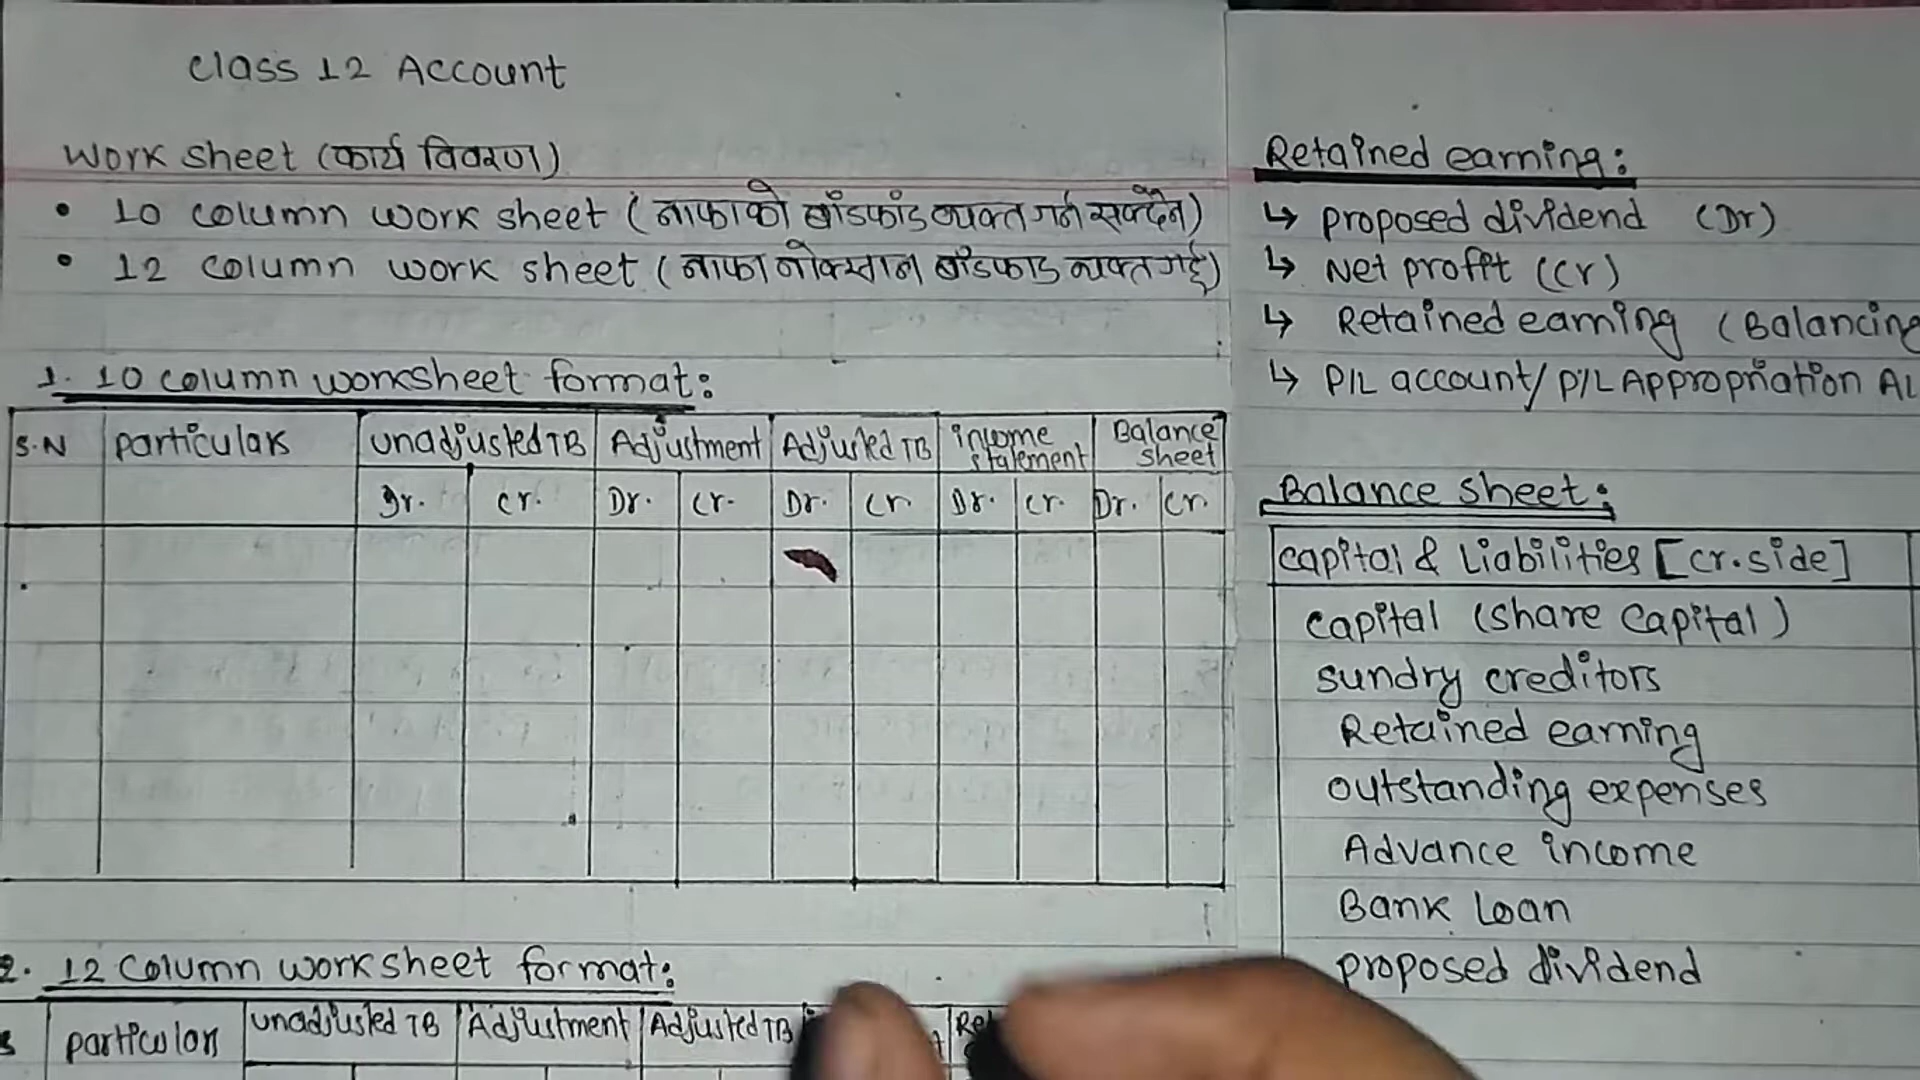 Class 12 Account
Work sheet (कार्य विवरण)
• 10 column work sheet (नाफाको बाँडफाँड व्यक्त गर्न सक्दैन)
• 12 column work sheet (नाफा नोक्सान बाँडफाड व्यक्त गर्दछ)
1. 10 column worksheet format:
S.N particulars unadjusted TB Adjustment Adjusted TB income statement Balance sheet
Dr. cr. Dr. cr. Dr. cr. Dr. cr. Dr. cr.
2. 12 column work sheet format:
particulars unadjusted TB Adjustment Adjusted TB
Retained earning:
↳ proposed dividend (Dr)
↳ Net profit (cr)
↳ Retained earning (Balancing
↳ P/L account/ P/L Appropriation
Balance sheet:
capital & Liabilities [cr.side]
capital (share capital)
sundry creditors
Retained earning
outstanding expenses
Advance income
Bank Loan
proposed dividend